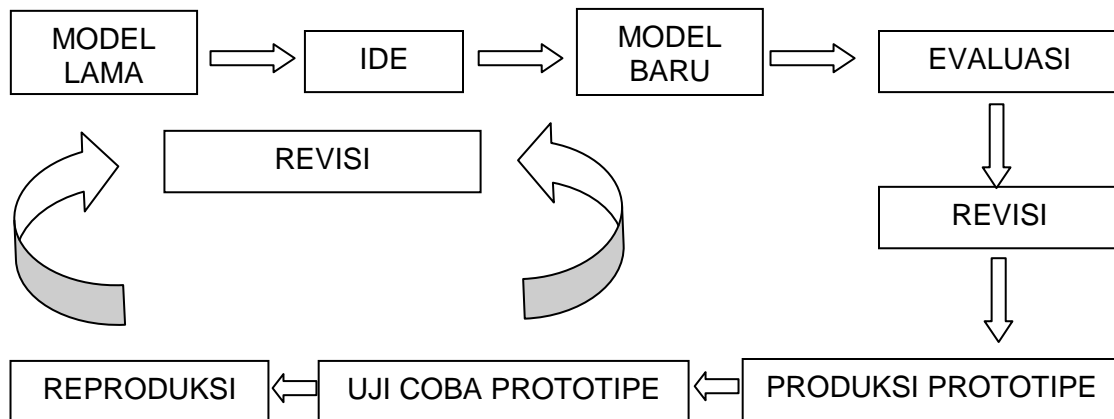 MODEL
LAMA
IDE
MODEL
BARU
EVALUASI
REVISI
REVISI
REPRODUKSI
UJI COBA PROTOTIPE
PRODUKSI PROTOTIPE